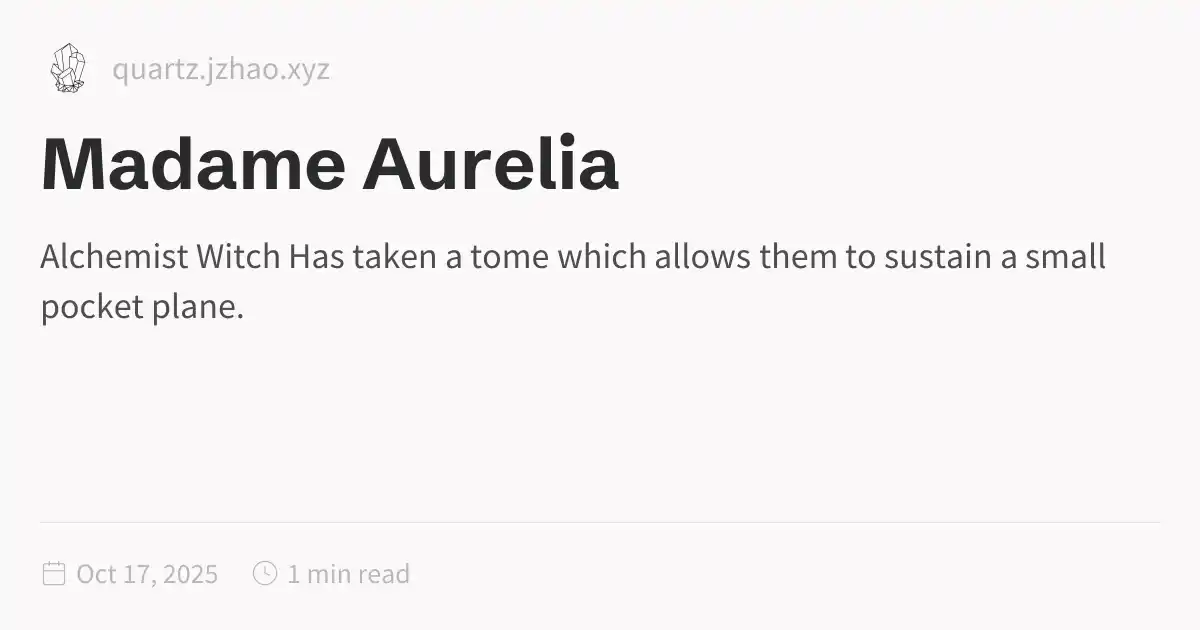 quartz.jzhao.xyz
Madame Aurelia
Alchemist Witch Has taken a tome which allows them to sustain a small
pocket plane.
Oct 17, 2025 1 min read